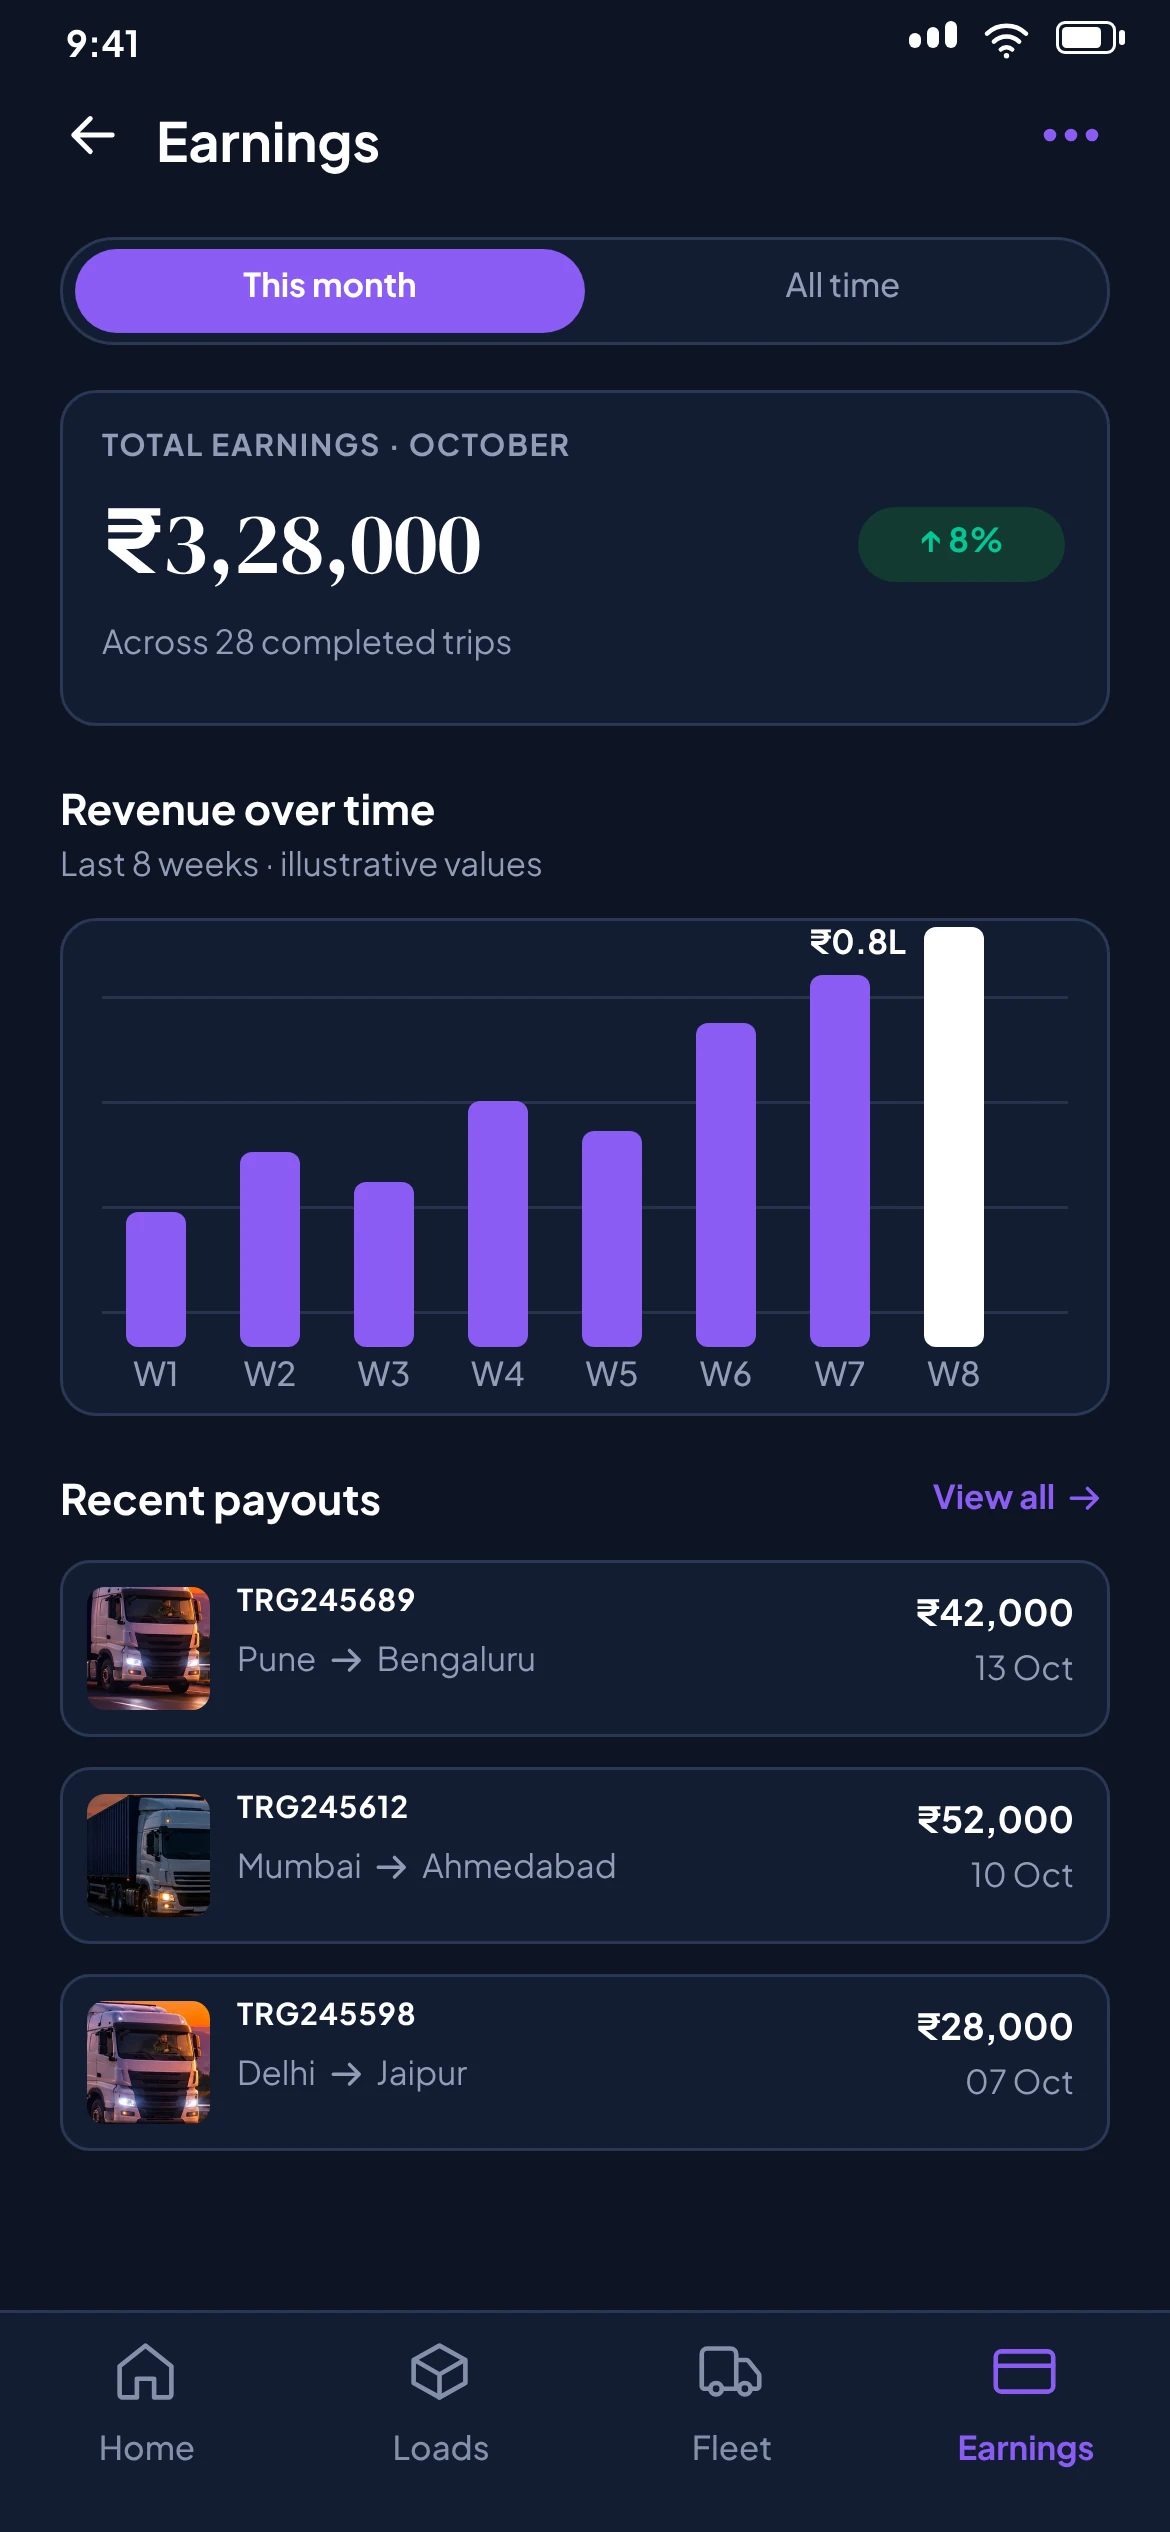 9:41
Earnings
This month
All time
TOTAL EARNINGS · OCTOBER
₹3,28,000
↑ 8%
Across 28 completed trips
Revenue over time
Last 8 weeks · illustrative values
₹0.8L
W1 W2 W3 W4 W5 W6 W7 W8
Recent payouts
View all →
TRG245689
₹42,000
Pune → Bengaluru
13 Oct
TRG245612
₹52,000
Mumbai → Ahmedabad
10 Oct
TRG245598
₹28,000
Delhi → Jaipur
07 Oct
Home
Loads
Fleet
Earnings